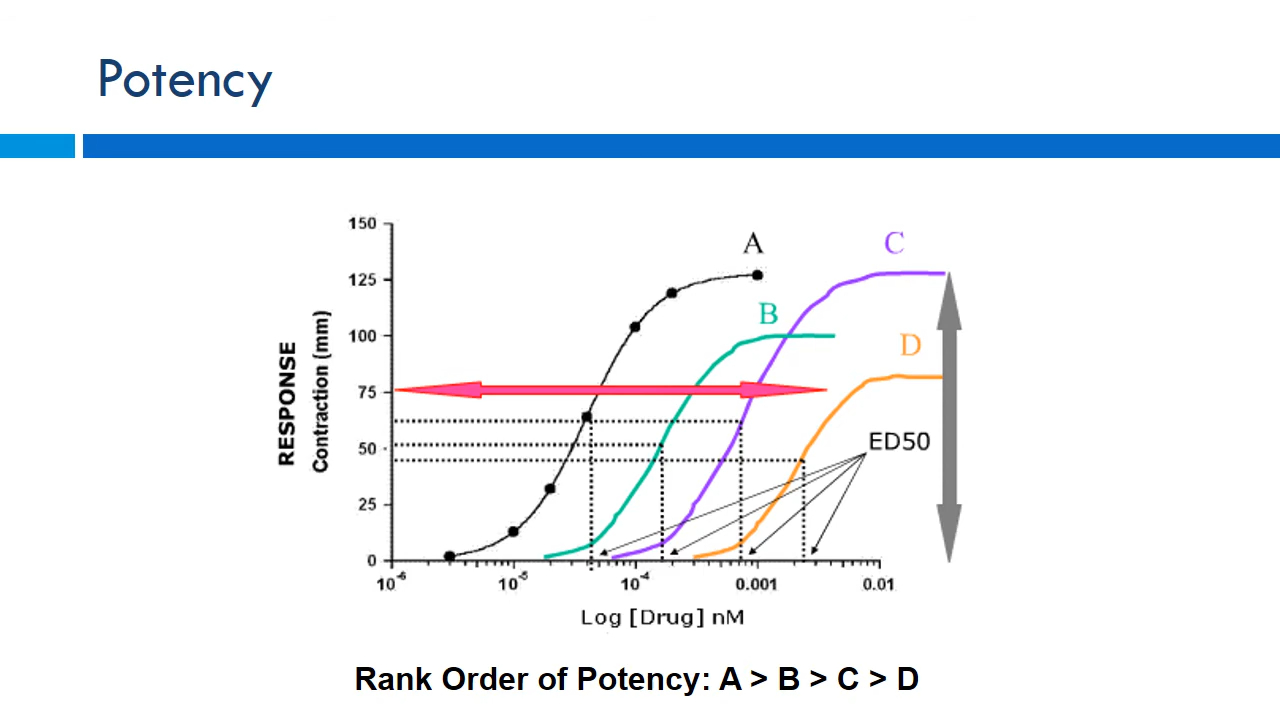 Potency
150
125
100
75
50
25
0
RESPONSE
Contraction (mm)
A
B
C
D
ED50
10⁻⁶
10⁻⁵
10⁻⁴
0.001
0.01
Log [Drug] nM
Rank Order of Potency: A > B > C > D